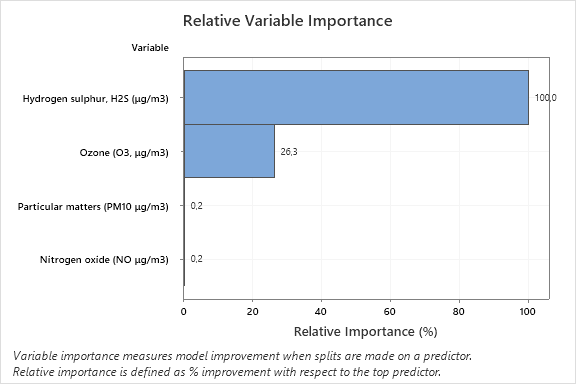 Relative Variable Importance
Variable
Hydrogen sulphur, H2S (µg/m3)
100,0
Ozone (O3, µg/m3)
26,3
Particular matters (PM10 µg/m3)
0,2
Nitrogen oxide (NO µg/m3)
0,2
0 20 40 60 80 100
Relative Importance (%)
Variable importance measures model improvement when splits are made on a predictor.
Relative importance is defined as % improvement with respect to the top predictor.